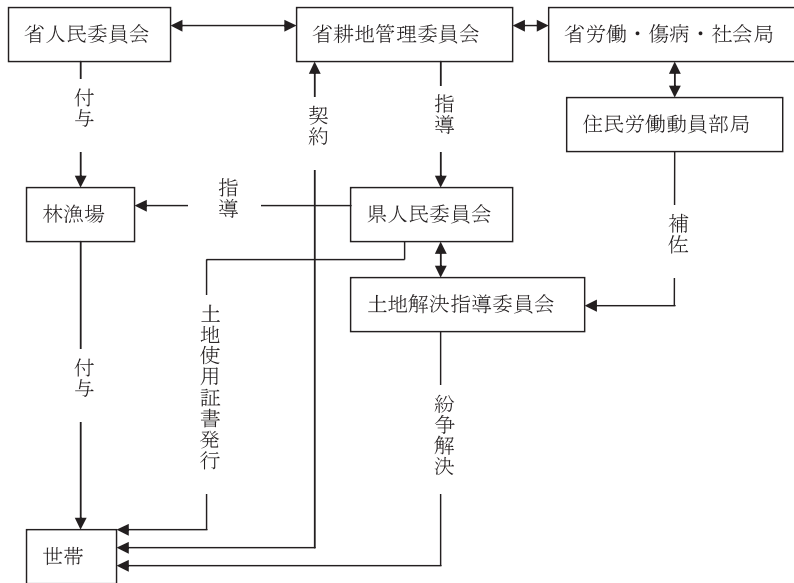 省人民委員会
省耕地管理委員会
省労働・傷病・社会局
付与
契約
指導
住民労働動員部局
林漁場
指導
県人民委員会
補佐
土地解決指導委員会
付与
土地使用証書発行
紛争解決
世帯